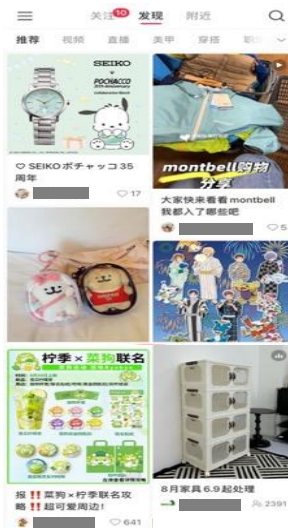 关注 10 发现 附近
推荐 视频 直播 美甲 穿搭
SEIKO
POCHACCO
35th Anniversary
♡ SEIKOポチャッコ35
周年
17
montbell购物
分享
大家快来看看montbell
我都入了哪些吧
5
柠季×菜狗联名
报‼️菜狗×柠季联名攻
略‼️超可爱周边!
641
8月家具6.9起处理
2391